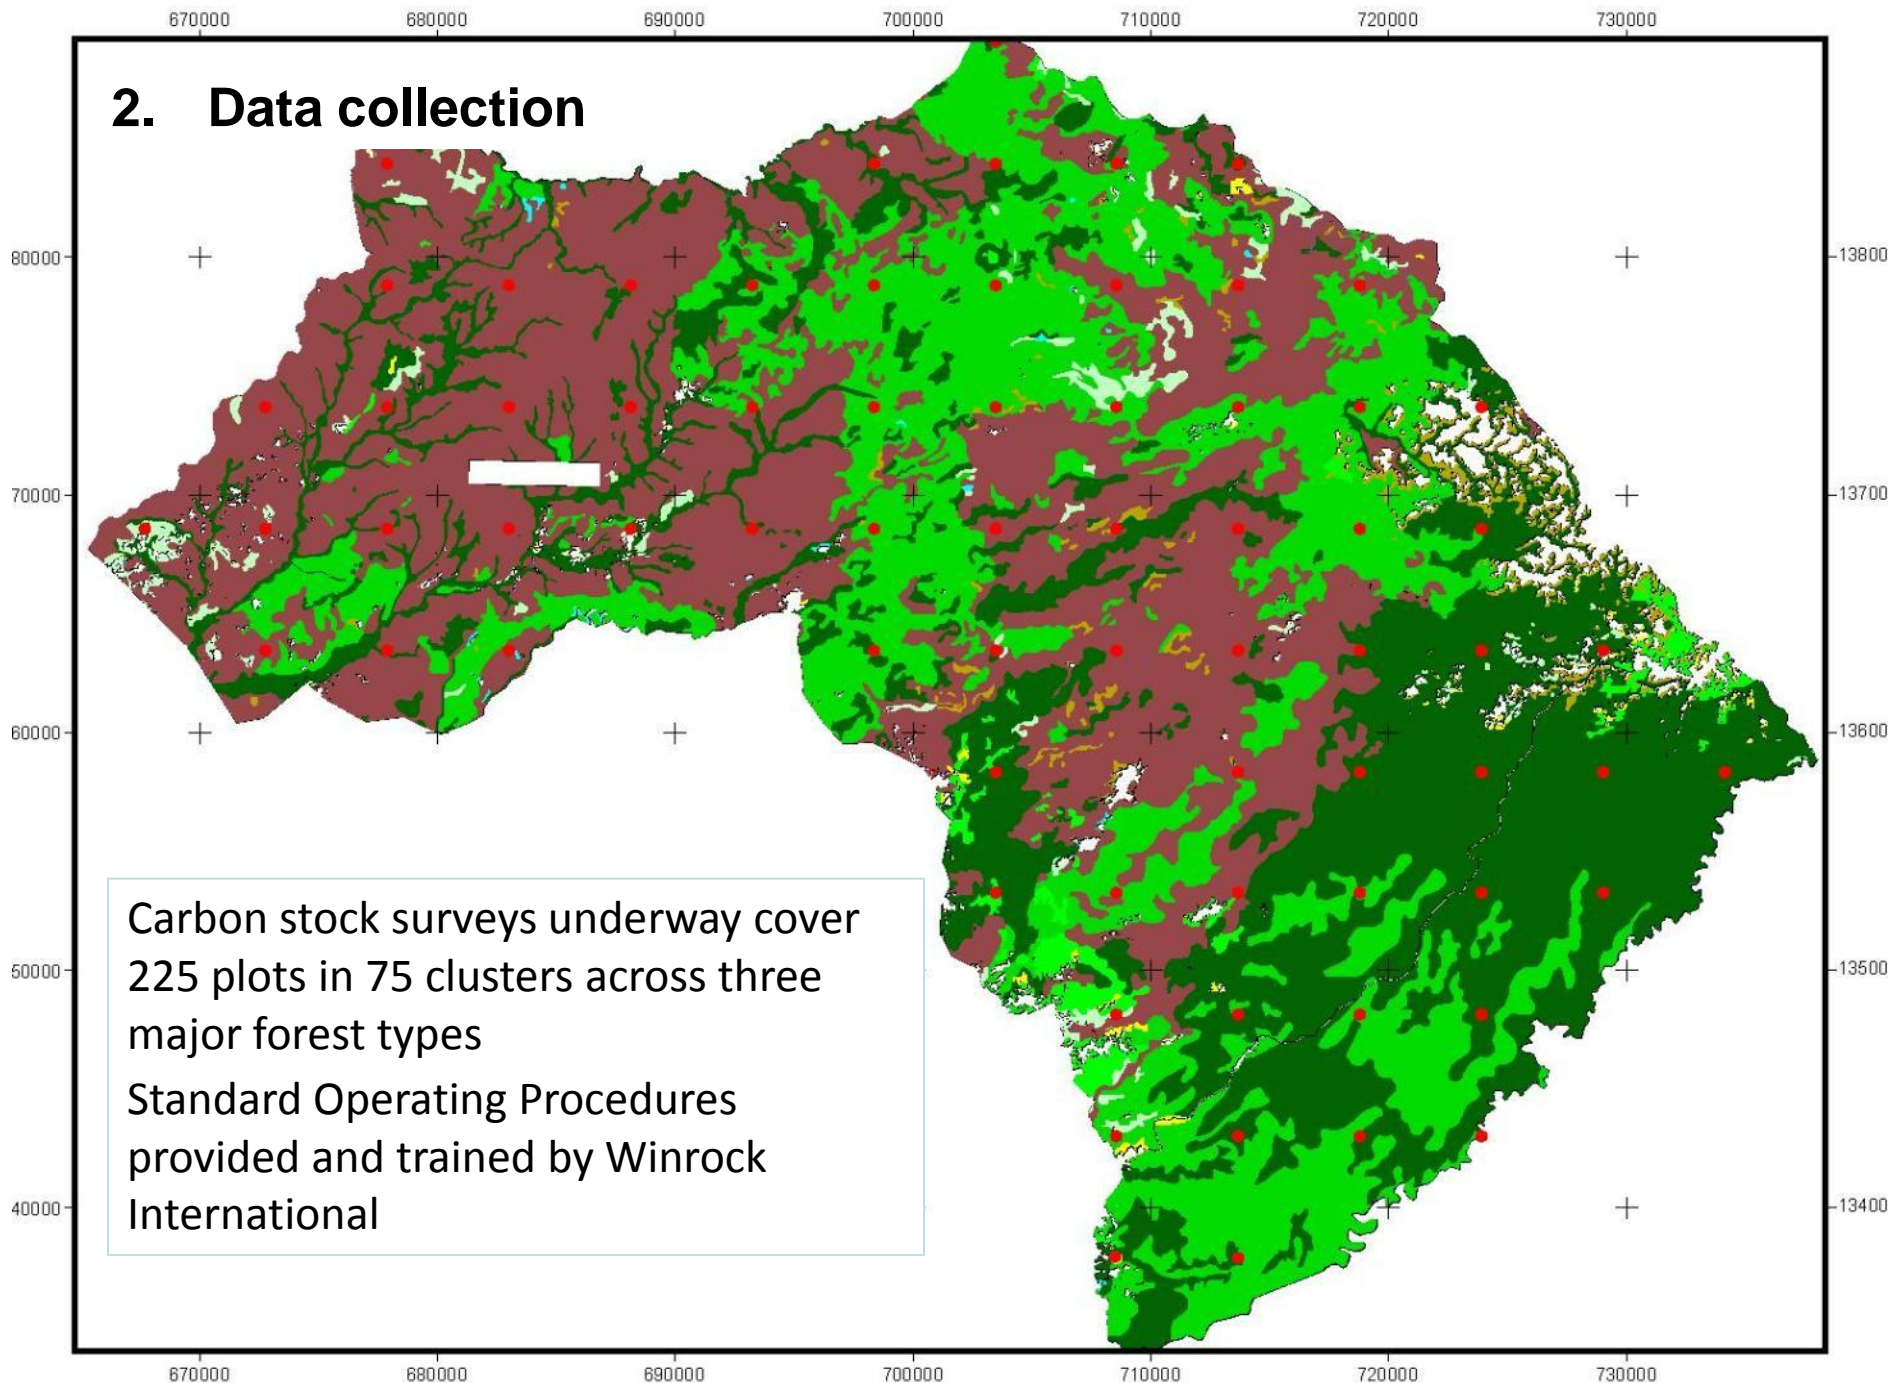 670000 680000 690000 700000 710000 720000 730000
2. Data collection
80000 13800
70000 13700
60000 13600
Carbon stock surveys underway cover
225 plots in 75 clusters across three
major forest types
Standard Operating Procedures
provided and trained by Winrock
International
50000 13500
40000 13400
670000 680000 690000 700000 710000 720000 730000